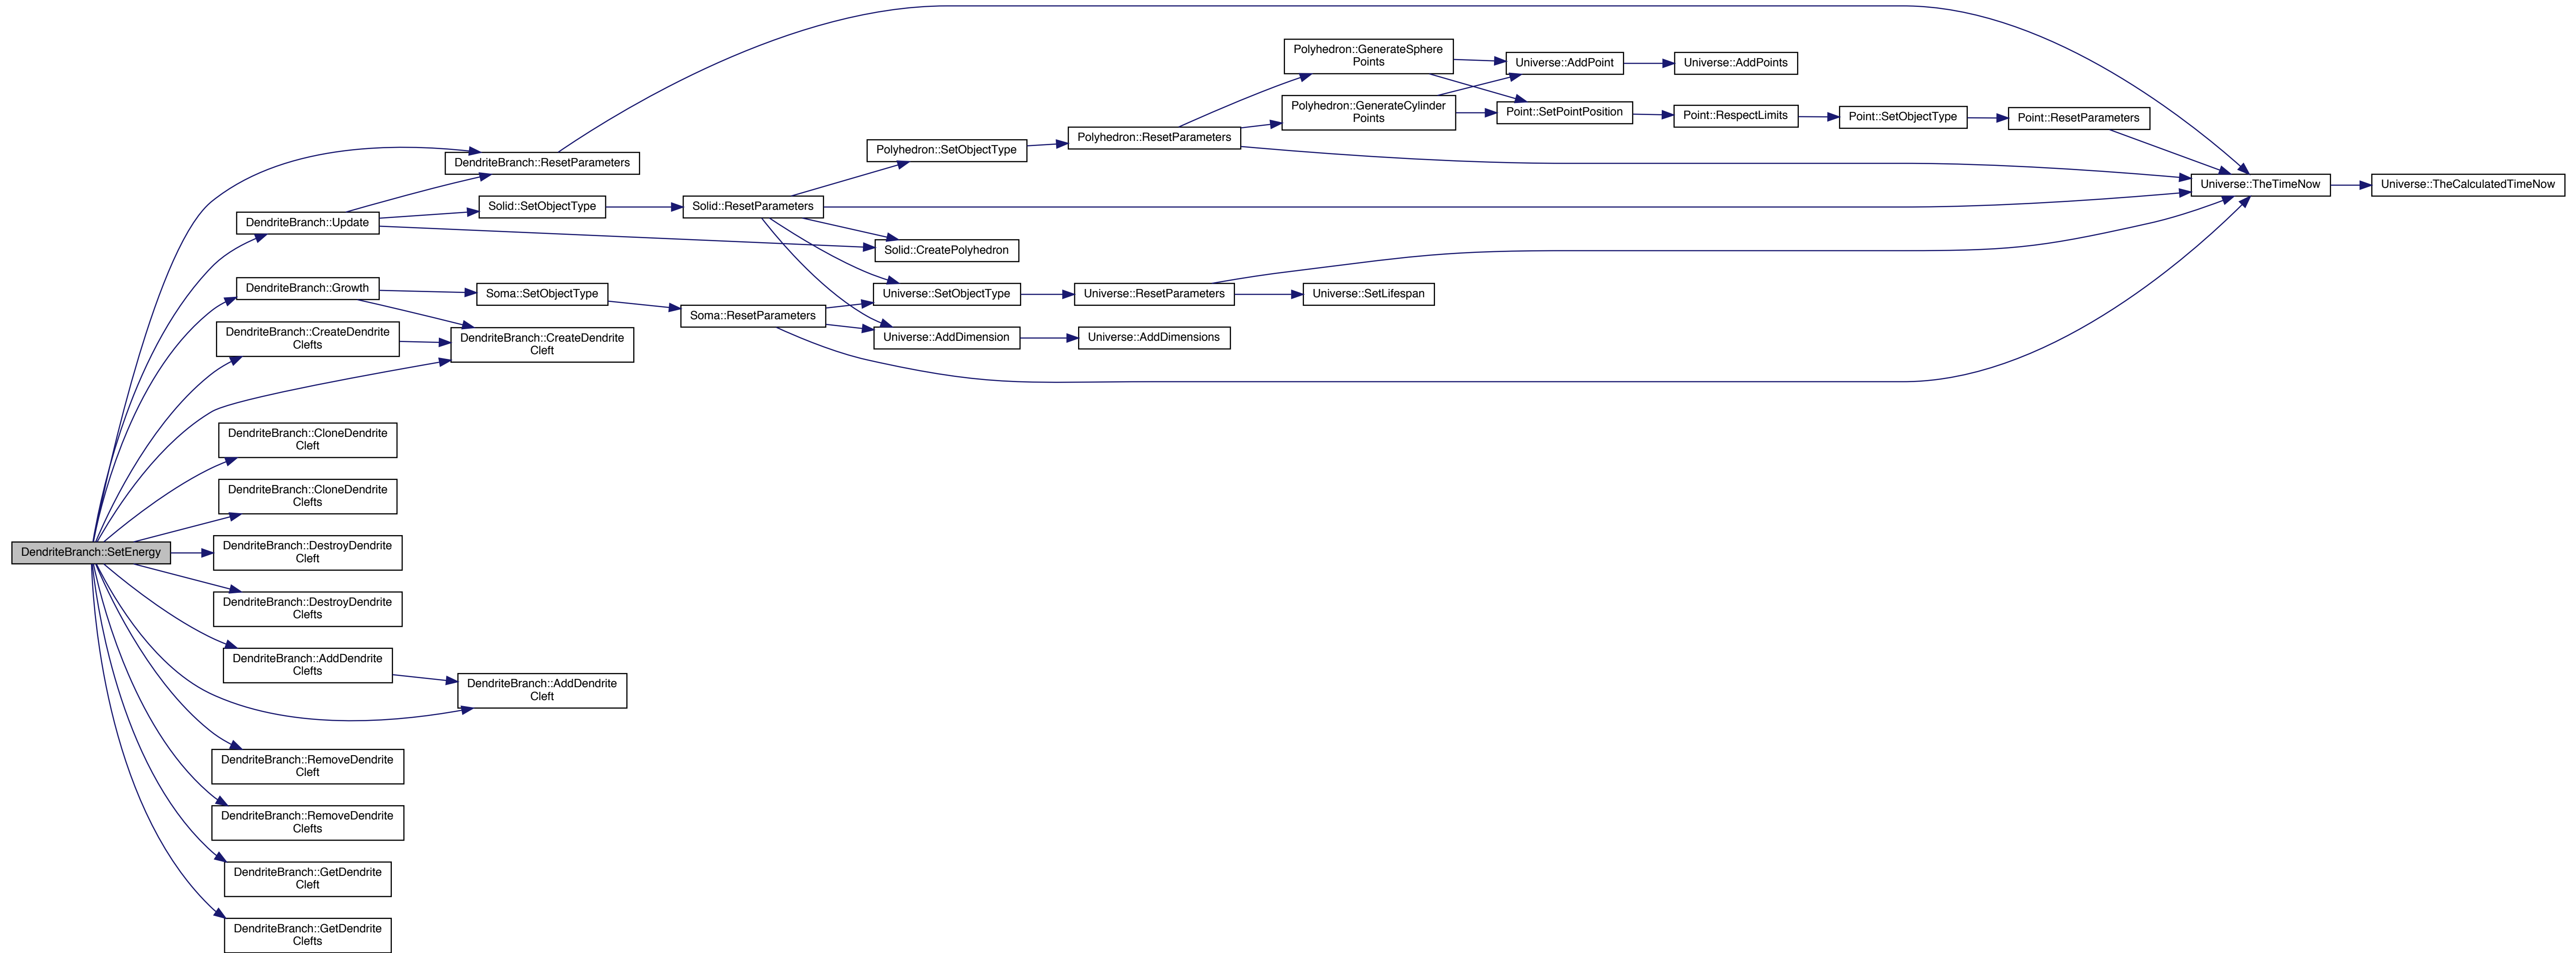 DendriteBranch::SetEnergy
DendriteBranch::ResetParameters
DendriteBranch::Update
DendriteBranch::Growth
DendriteBranch::CreateDendrite
Clefts
DendriteBranch::CreateDendrite
Cleft
DendriteBranch::CloneDendrite
Cleft
DendriteBranch::CloneDendrite
Clefts
DendriteBranch::DestroyDendrite
Cleft
DendriteBranch::DestroyDendrite
Clefts
DendriteBranch::AddDendrite
Clefts
DendriteBranch::AddDendrite
Cleft
DendriteBranch::RemoveDendrite
Cleft
DendriteBranch::RemoveDendrite
Clefts
DendriteBranch::GetDendrite
Cleft
DendriteBranch::GetDendrite
Clefts
Solid::SetObjectType
Soma::SetObjectType
Solid::ResetParameters
Soma::ResetParameters
Polyhedron::SetObjectType
Solid::CreatePolyhedron
Universe::SetObjectType
Universe::AddDimension
Polyhedron::ResetParameters
Universe::ResetParameters
Universe::AddDimensions
Polyhedron::GenerateSphere
Points
Polyhedron::GenerateCylinder
Points
Universe::SetLifespan
Universe::AddPoint
Point::SetPointPosition
Universe::AddPoints
Point::RespectLimits
Point::SetObjectType
Point::ResetParameters
Universe::TheTimeNow
Universe::TheCalculatedTimeNow